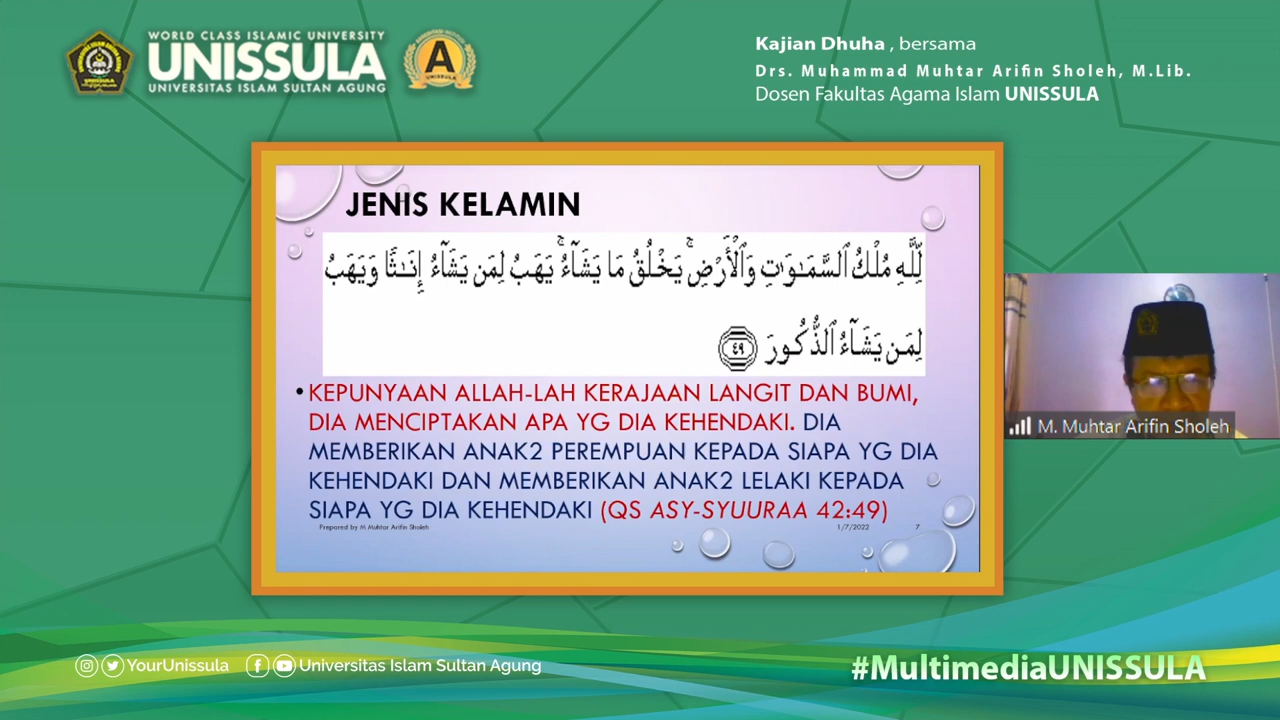 WORLD CLASS ISLAMIC UNIVERSITY
UNISSULA
UNIVERSITAS ISLAM SULTAN AGUNG
A
UNISSULA
Kajian Dhuha , bersama
Drs. Muhammad Muhtar Arifin Sholeh, M.Lib.
Dosen Fakultas Agama Islam UNISSULA
JENIS KELAMIN
لِّلَّهِ مُلْكُ ٱلسَّمَـٰوَٰتِ وَٱلْأَرْضِ ۚ يَخْلُقُ مَا يَشَآءُ ۚ يَهَبُ لِمَن يَشَآءُ إِنَـٰثًا وَيَهَبُ
لِمَن يَشَآءُ ٱلذُّكُورَ ٤٩
• KEPUNYAAN ALLAH-LAH KERAJAAN LANGIT DAN BUMI,
DIA MENCIPTAKAN APA YG DIA KEHENDAKI. DIA
MEMBERIKAN ANAK2 PEREMPUAN KEPADA SIAPA YG DIA
KEHENDAKI DAN MEMBERIKAN ANAK2 LELAKI KEPADA
SIAPA YG DIA KEHENDAKI (QS ASY-SYUURAA 42:49)
Prepared by M Muhtar Arifin Sholeh 1/7/2022 7
M. Muhtar Arifin Sholeh
YourUnissula Universitas Islam Sultan Agung
#MultimediaUNISSULA